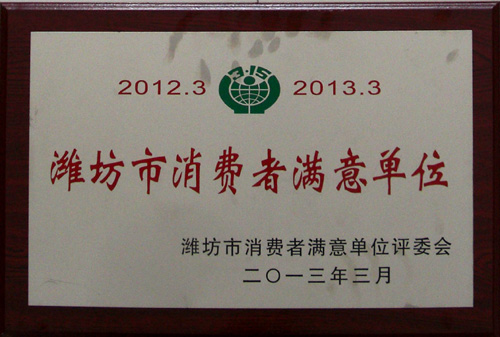 2012.3 3·15 2013.3
潍坊市消费者满意单位
潍坊市消费者满意单位评委会
二〇一三年三月